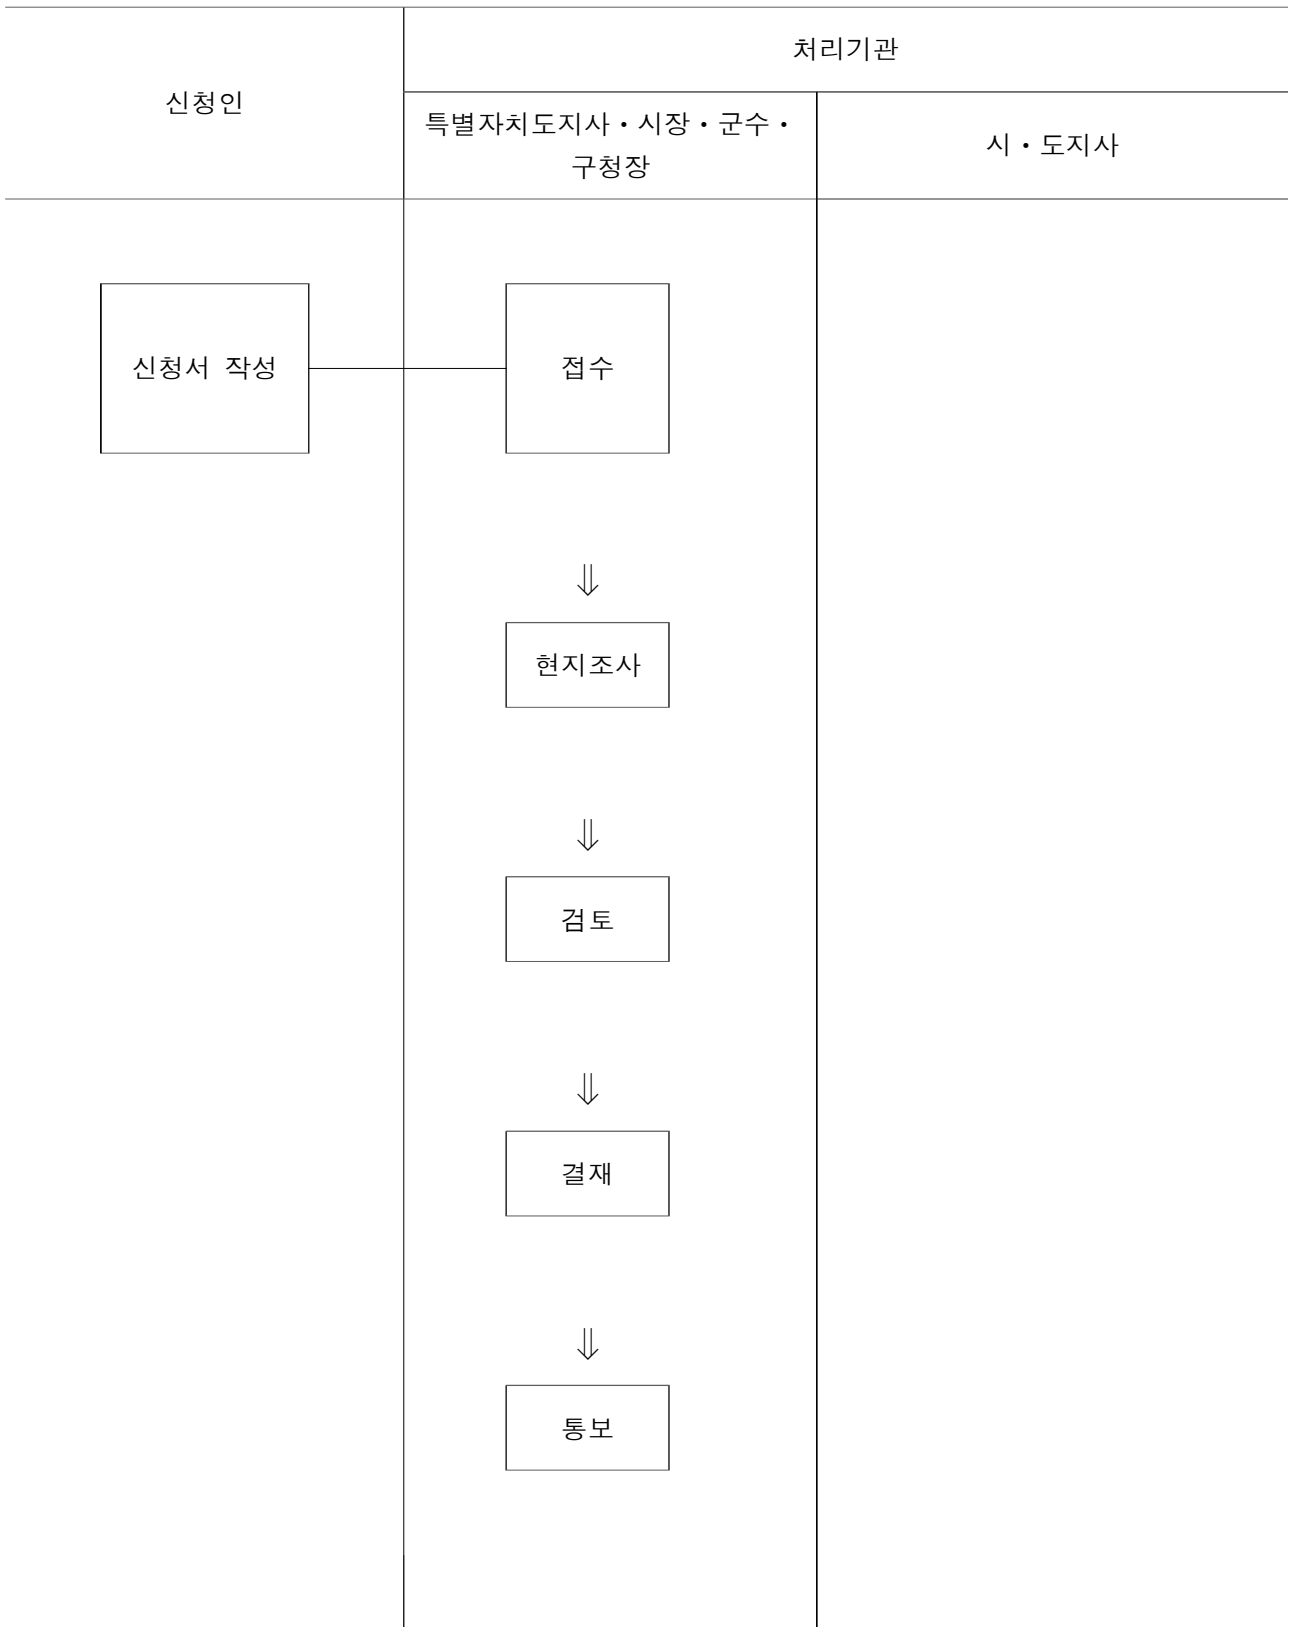 신청인
처리기관
특별자치도지사・시장・군수・
구청장
시・도지사
신청서 작성
접수
⇓
현지조사
⇓
검토
⇓
결재
⇓
통보